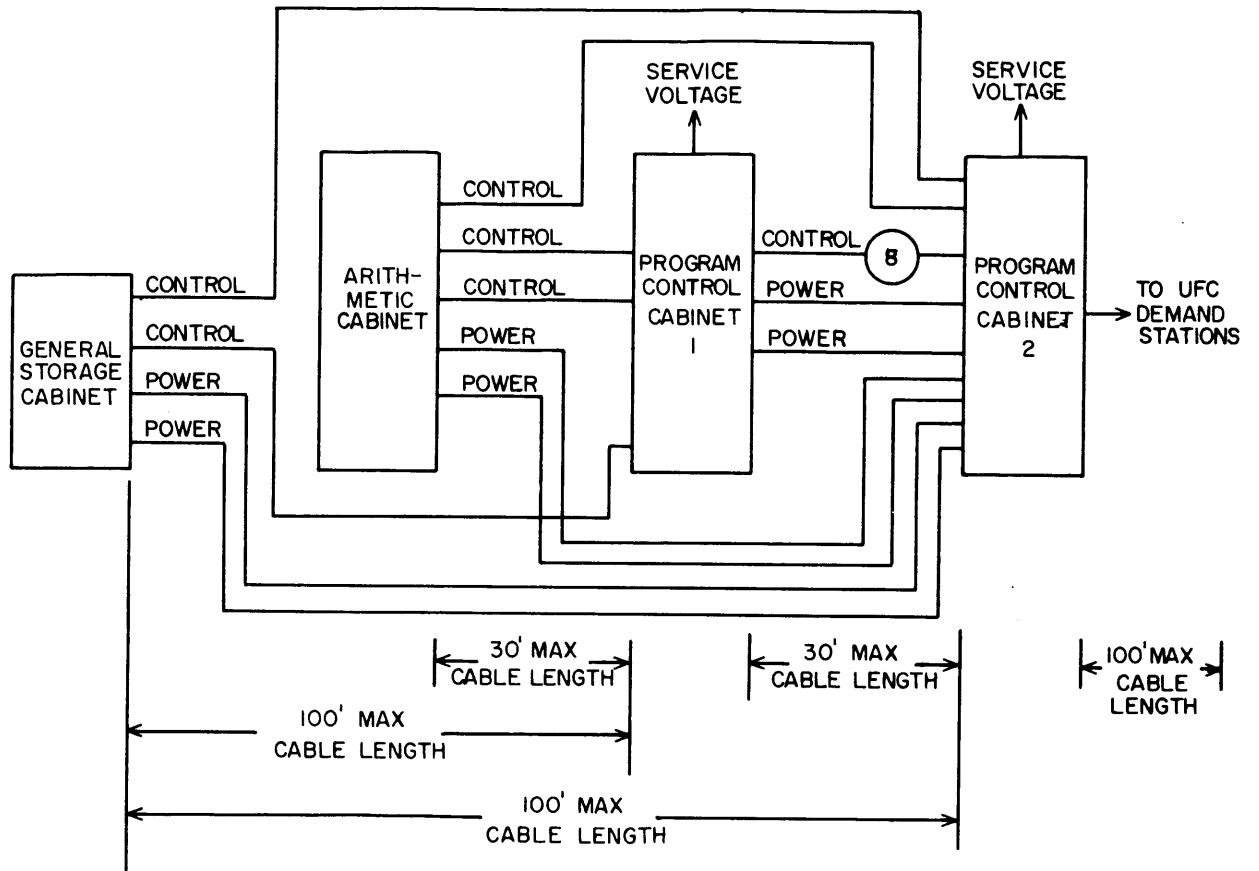 SERVICE
VOLTAGE
SERVICE
VOLTAGE
CONTROL
CONTROL
CONTROL
POWER
POWER
ARITH-
METIC
CABINET
PROGRAM
CONTROL
CABINET
1
CONTROL
8
POWER
POWER
PROGRAM
CONTROL
CABINET
2
TO UFC
DEMAND
STATIONS
GENERAL
STORAGE
CABINET
CONTROL
CONTROL
POWER
POWER
30' MAX
CABLE LENGTH
30' MAX
CABLE LENGTH
100' MAX
CABLE
LENGTH
100' MAX
CABLE LENGTH
100' MAX
CABLE LENGTH